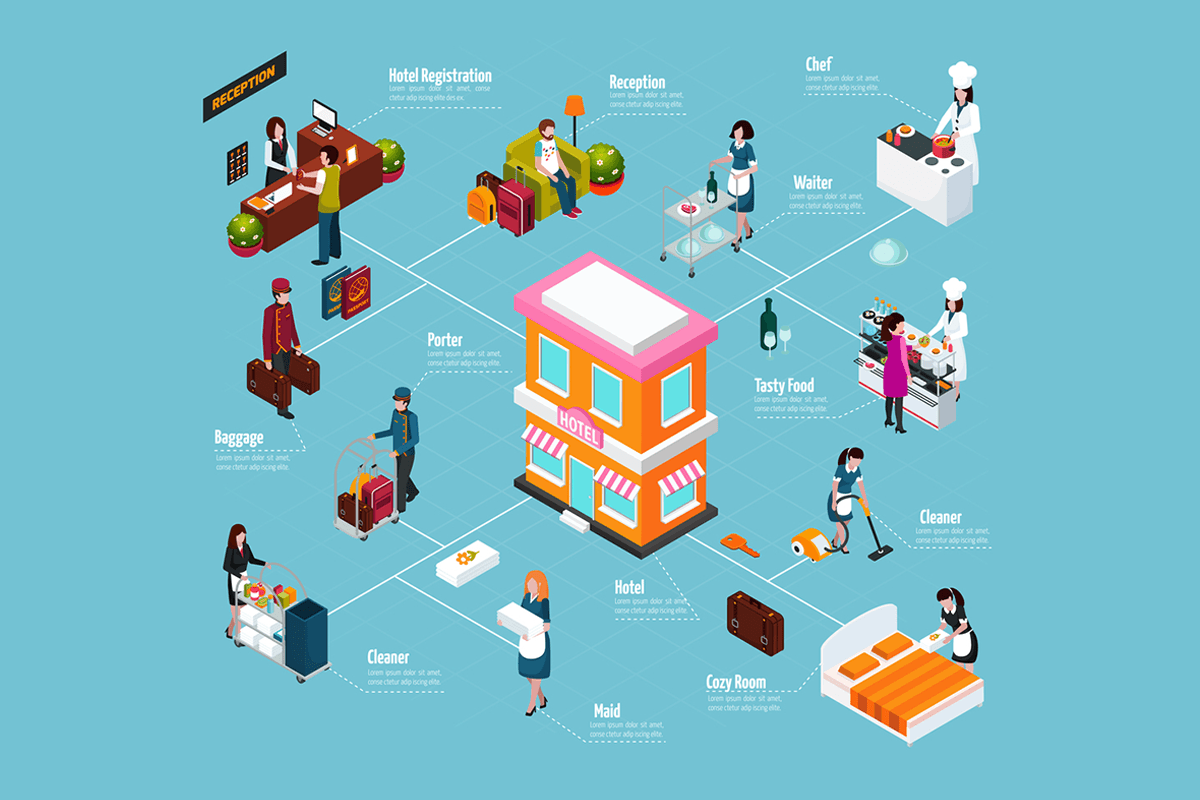 RECEPTION
Hotel Registration
Lorem ipsum dolor sit amet, conse
ctetur adip iscing elite des ex.
Reception
Lorem ipsum dolor sit amet,
conse ctetur adip iscing elite.
Chef
Lorem ipsum dolor sit amet,
conse ctetur adip iscing elite.
Waiter
Lorem ipsum dolor sit amet,
conse ctetur adip iscing elite.
PASSPORT
Porter
Lorem ipsum dolor sit amet,
conse ctetur adip iscing elite.
Tasty Food
Lorem ipsum dolor sit amet,
conse ctetur adip iscing elite.
HOTEL
Baggage
Lorem ipsum dolor sit amet,
conse ctetur adip iscing elite.
Cleaner
Lorem ipsum dolor sit amet,
conse ctetur adip iscing elite.
Hotel
Lorem ipsum dolor sit amet,
conse ctetur adip iscing elite.
Cleaner
Lorem ipsum dolor sit amet,
conse ctetur adip iscing elite.
Cozy Room
Lorem ipsum dolor sit amet,
conse ctetur adip iscing elite.
Maid
Lorem ipsum dolor sit amet,
conse ctetur adip iscing elite.